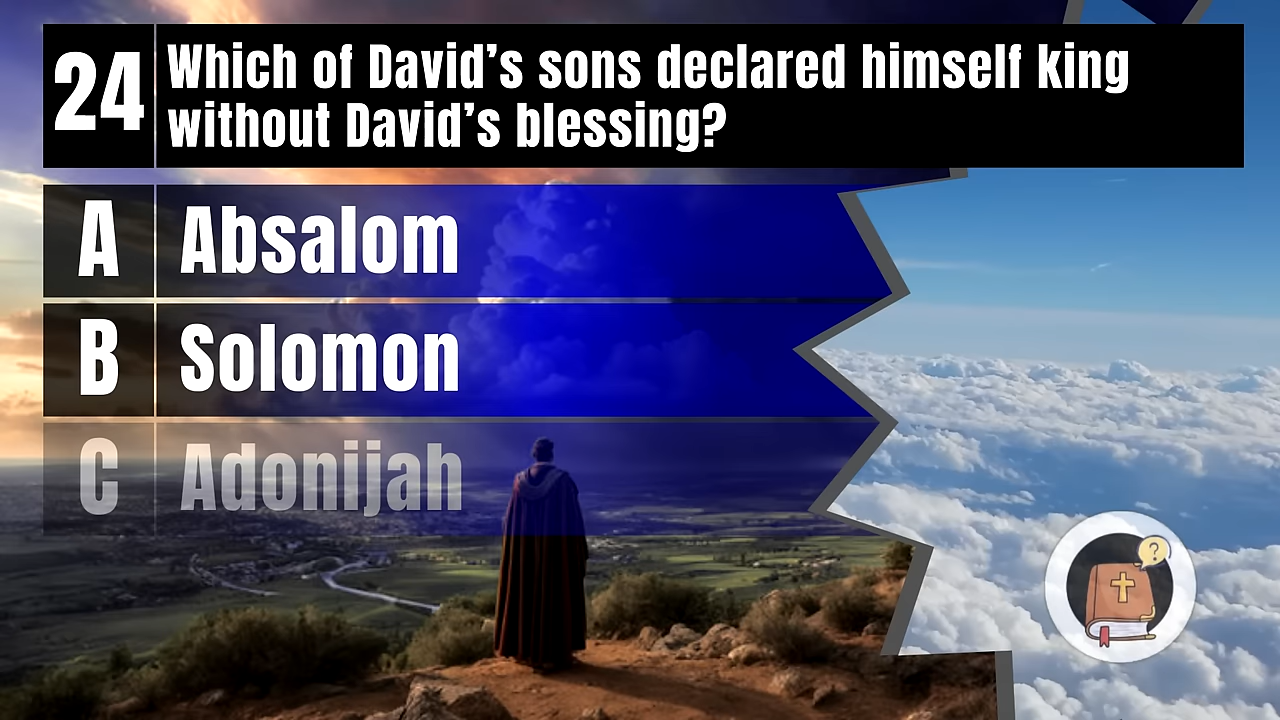 24
Which of David’s sons declared himself king
without David’s blessing?
A Absalom
B Solomon
C Adonijah
?